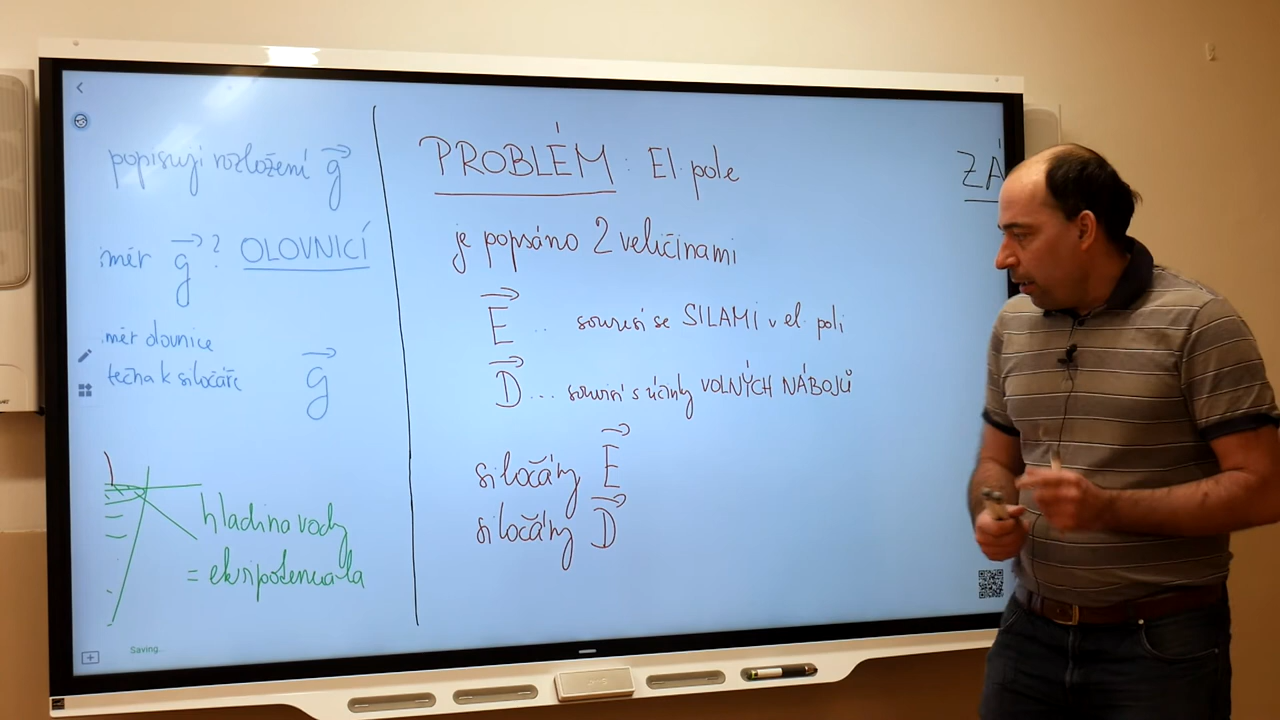 popisují rozložení g
směr g? OLOVNICÍ
směr olovnice
tečna k siločáře g
hladina vody
= ekvipotenciála
Saving..
PROBLÉM: El. pole
je popsáno 2 veličinami
E ... souvisí se SILAMI v el. poli
D ... souvisí s účinky VOLNÝCH NÁBOJŮ
siločáry E
siločáry D
ZÁ